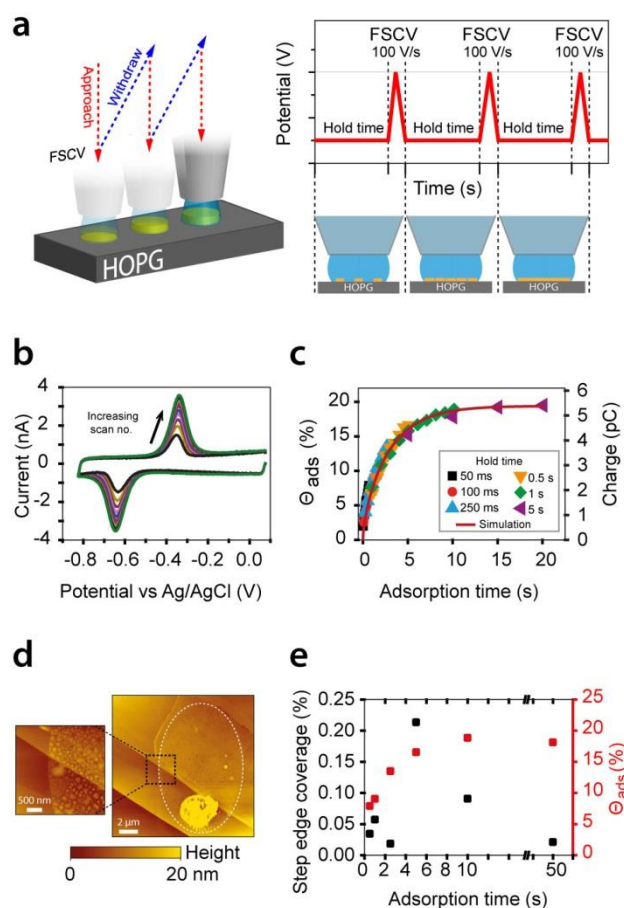 a
Approach
Withdraw
FSCV
HOPG
FSCV FSCV FSCV
100 V/s 100 V/s 100 V/s
Potential (V)
Hold time Hold time Hold time
Time (s)
HOPG HOPG HOPG
b
Current (nA)
4
2
0
-2
-4
Increasing
scan no.
-0.8 -0.6 -0.4 -0.2 0.0
Potential vs Ag/AgCl (V)
c
Θads (%)
20
15
10
5
0
Hold time
50 ms 0.5 s
100 ms 1 s
250 ms 5 s
Simulation
6
5
4
3
2
1
0
Charge (pC)
0 5 10 15 20
Adsorption time (s)
d
500 nm
2 µm
Height
0 20 nm
e
Step edge coverage (%)
0.25
0.20
0.15
0.10
0.05
0.00
25
20
15
10
5
0
Θads(%)
0 2 4 6 8 10 50
Adsorption time (s)